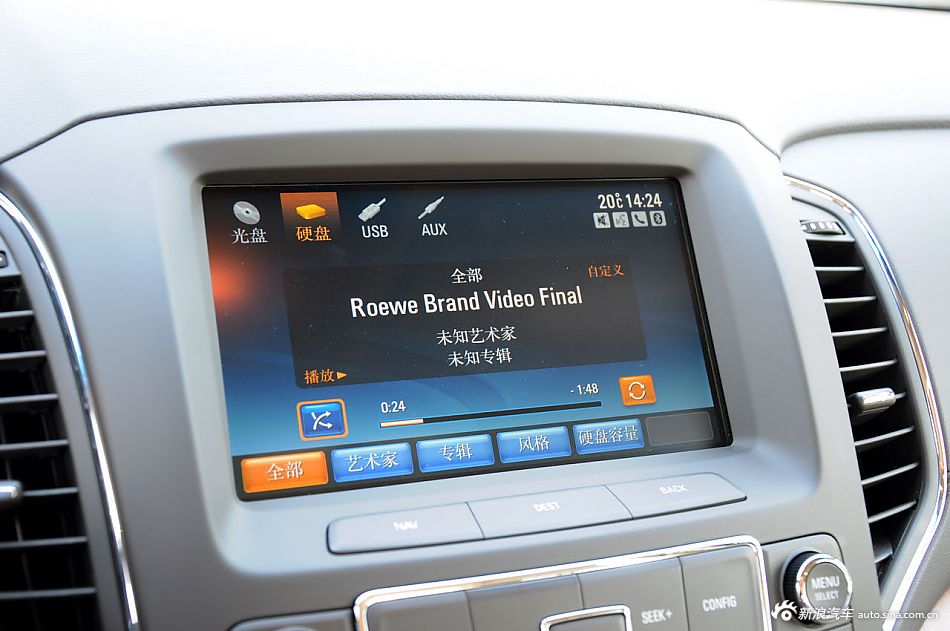 20℃ 14:24
光盘 硬盘 USB AUX
全部 自定义
Roewe Brand Video Final
未知艺术家
未知专辑
播放►
0:24 - 1:48
全部 艺术家 专辑 风格 硬盘容量
NAV DEST BACK
SEEK+ CONFIG MENU
SELECT
新浪汽车 auto.sina.com.cn